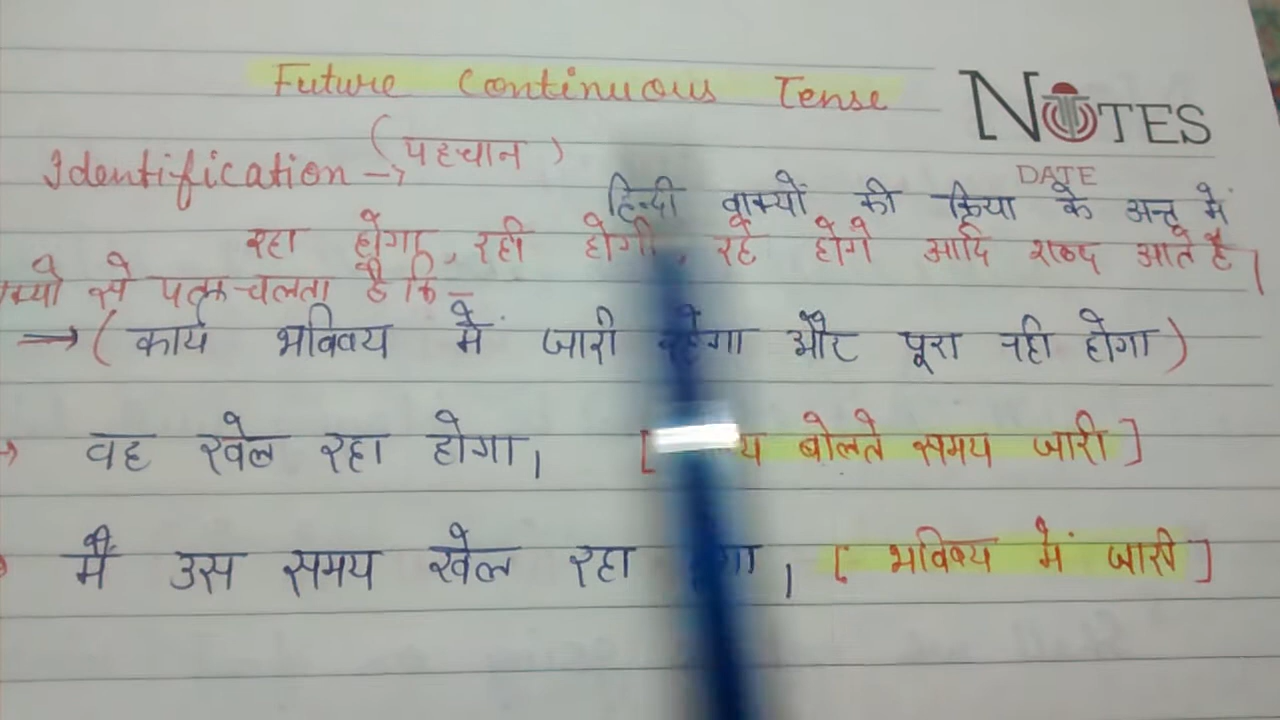 Future Continuous Tense
NOTES
Identification → (पहचान)
DATE
हिन्दी वाक्यों की क्रिया के अन्त में
रहा होगा, रही होगी, रहे होंगे आदि शब्द आते हैं।
से पता चलता है कि –
→ (कार्य भविष्य में जारी रहेगा और पूरा नही होगा)
→ वह खेल रहा होगा। [ बोलते समय जारी ]
मैं उस समय खेल रहा । [ भविष्य में जारी ]